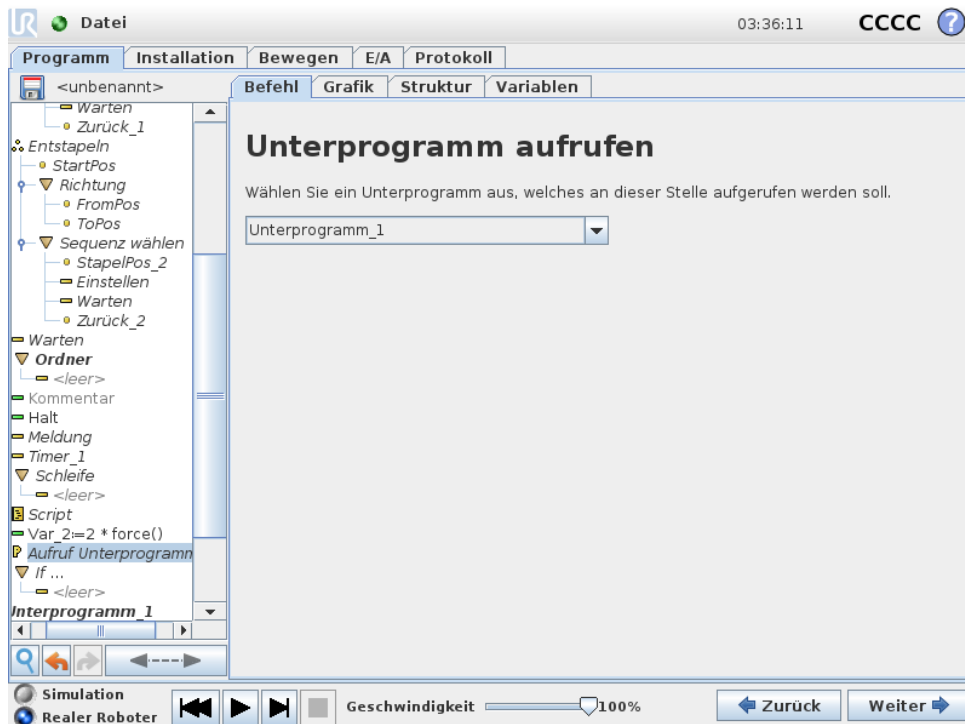 UR Datei 03:36:11 CCCC ?
Programm Installation Bewegen E/A Protokoll
<unbenannt>
Befehl Grafik Struktur Variablen
Warten
Zurück_1
Entstapeln
StartPos
Richtung
FromPos
ToPos
Sequenz wählen
StapelPos_2
Einstellen
Warten
Zurück_2
Warten
Ordner
<leer>
Kommentar
Halt
Meldung
Timer_1
Schleife
<leer>
Script
Var_2:=2 * force()
Aufruf Unterprogramm
If ...
<leer>
Interprogramm_1
Unterprogramm aufrufen
Wählen Sie ein Unterprogramm aus, welches an dieser Stelle aufgerufen werden soll.
Unterprogramm_1
Simulation
Realer Roboter
Geschwindigkeit 100%
Zurück
Weiter